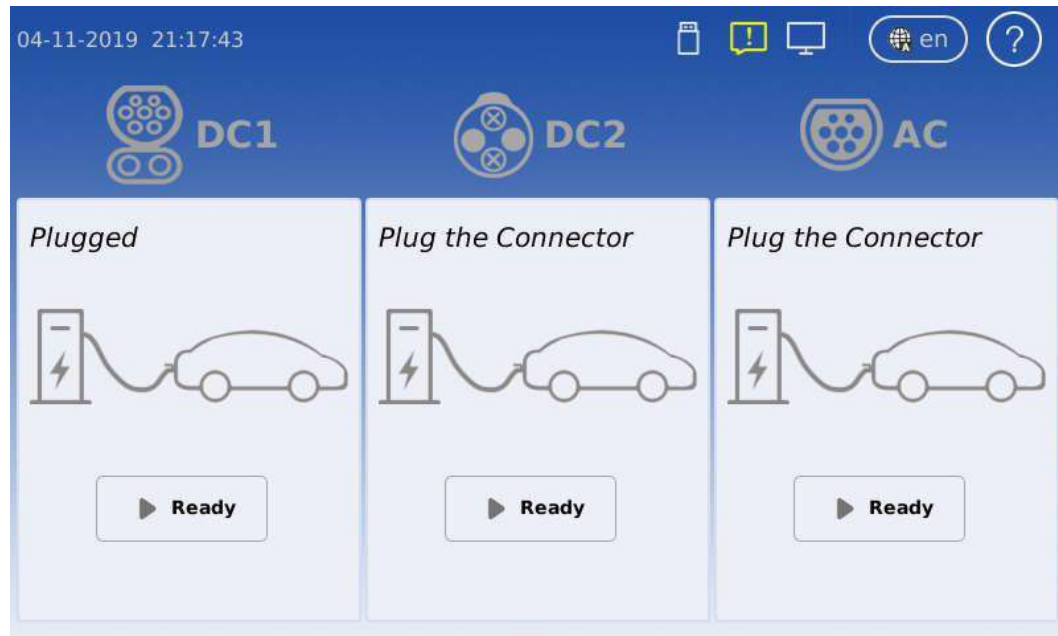 04-11-2019 21:17:43
en
?
DC1
DC2
AC
Plugged
Plug the Connector
Plug the Connector
Ready
Ready
Ready